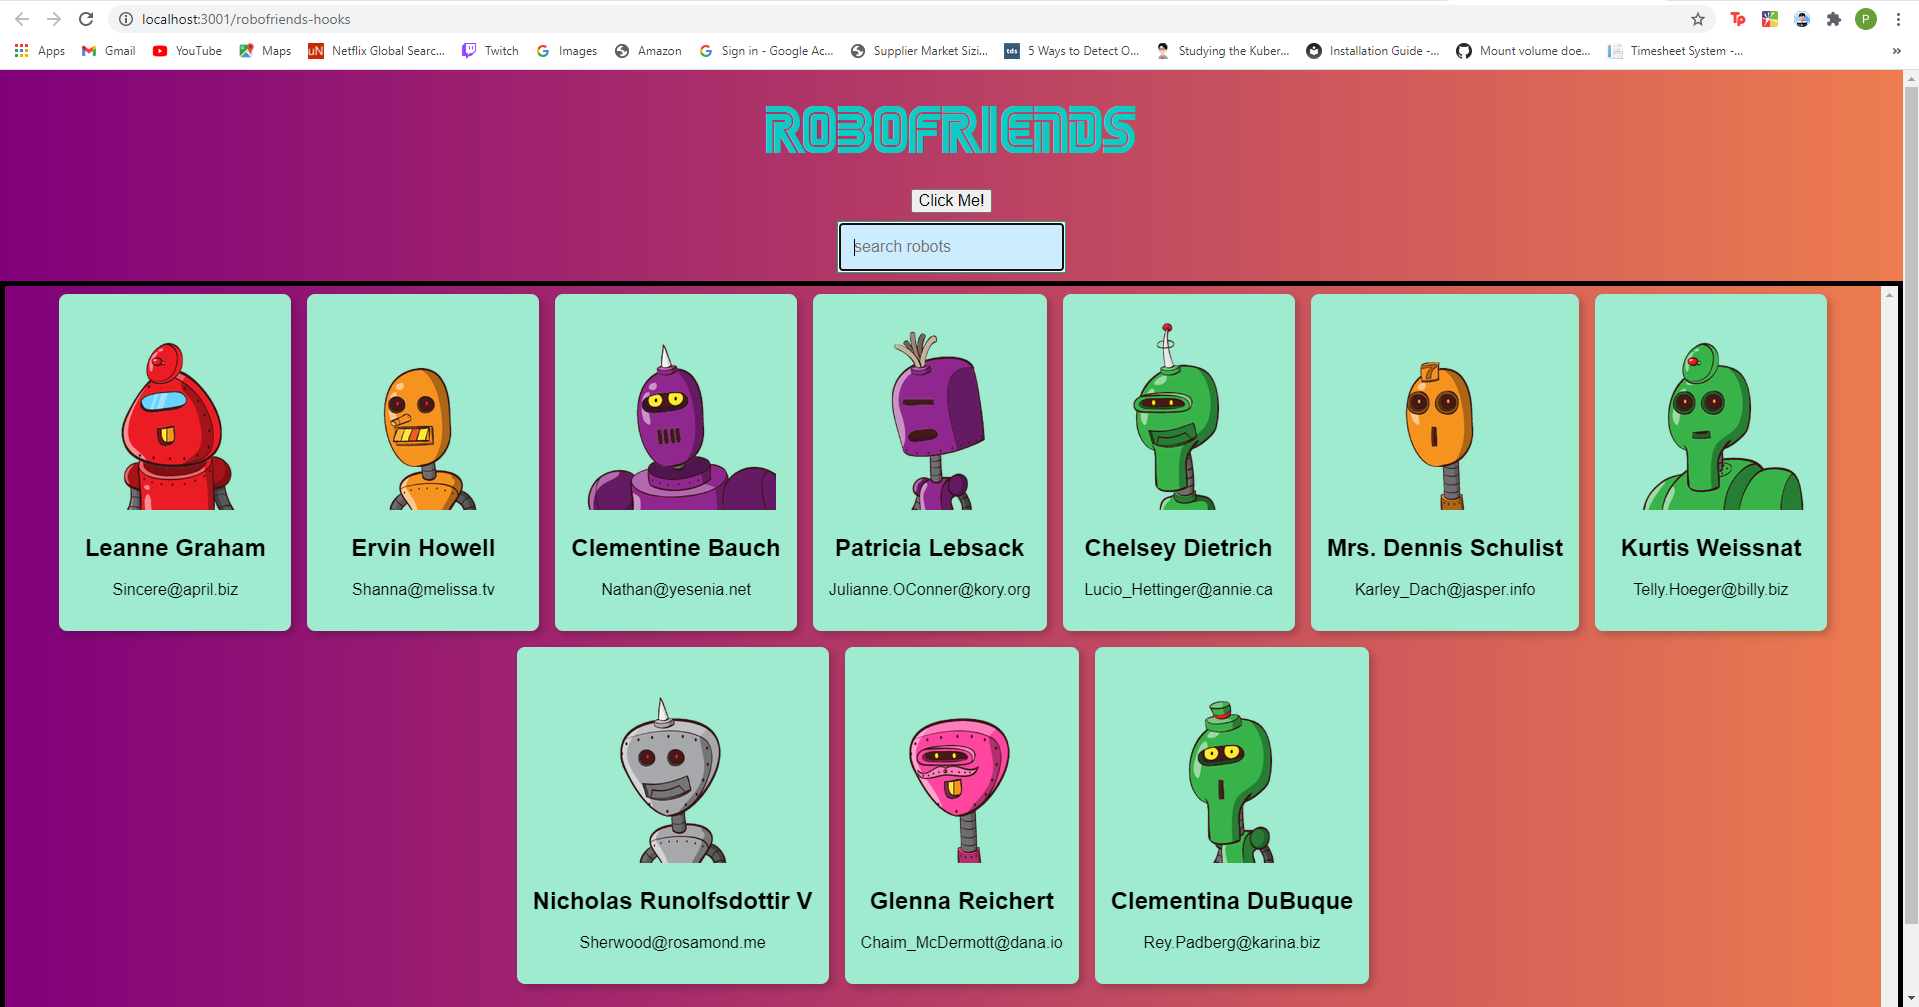 localhost:3001/robofriends-hooks
Tp
P
Apps Gmail YouTube Maps uN Netflix Global Searc... Twitch Images Amazon Sign in - Google Ac... Supplier Market Sizi... tds 5 Ways to Detect O... Studying the Kuber... Installation Guide -... Mount volume doe... Timesheet System -... »
ROBOFRIENDS
Click Me!
search robots
7
Leanne Graham Ervin Howell Clementine Bauch Patricia Lebsack Chelsey Dietrich Mrs. Dennis Schulist Kurtis Weissnat
Sincere@april.biz Shanna@melissa.tv Nathan@yesenia.net Julianne.OConner@kory.org Lucio_Hettinger@annie.ca Karley_Dach@jasper.info Telly.Hoeger@billy.biz
Nicholas Runolfsdottir V Glenna Reichert Clementina DuBuque
Sherwood@rosamond.me Chaim_McDermott@dana.io Rey.Padberg@karina.biz